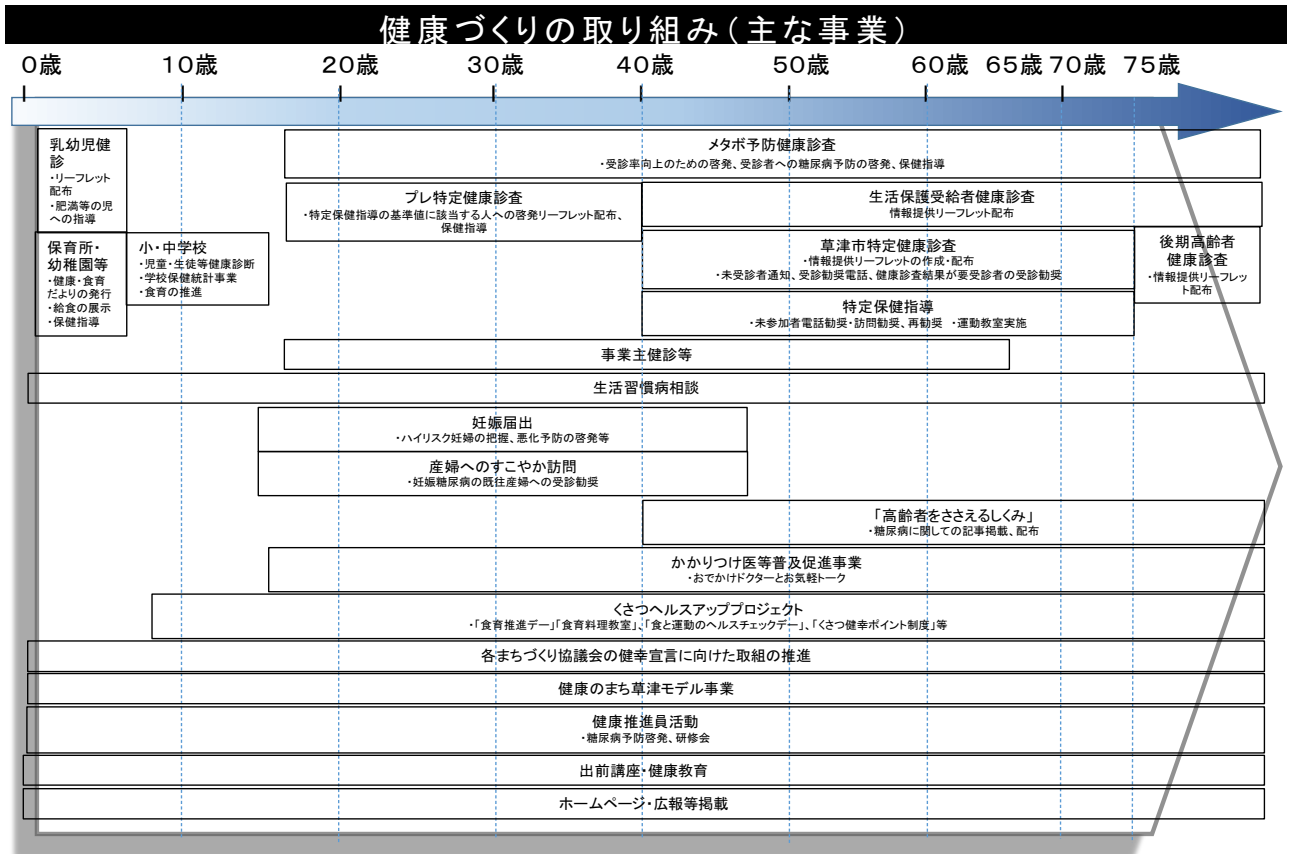 健康づくりの取り組み（主な事業）
0歳 10歳 20歳 30歳 40歳 50歳 60歳 65歳 70歳 75歳
乳幼児健
診
・リーフレット
配布
・肥満等の児
への指導
メタボ予防健康診査
・受診率向上のための啓発、受診者への糖尿病予防の啓発、保健指導
プレ特定健康診査
・特定保健指導の基準値に該当する人への啓発リーフレット配布、
保健指導
生活保護受給者健康診査
情報提供リーフレット配布
保育所・
幼稚園等
・健康・食育
だよりの発行
・給食の展示
・保健指導
小・中学校
・児童・生徒等健康診断
・学校保健統計事業
・食育の推進
草津市特定健康診査
・情報提供リーフレットの作成・配布
・未受診者通知、受診勧奨電話、健康診査結果が要受診者の受診勧奨
後期高齢者
健康診査
・情報提供リーフレッ
ト配布
特定保健指導
・未参加者電話勧奨・訪問勧奨、再勧奨 ・運動教室実施
事業主健診等
生活習慣病相談
妊娠届出
・ハイリスク妊婦の把握、悪化予防の啓発等
産婦へのすこやか訪問
・妊娠糖尿病の既往産婦への受診勧奨
「高齢者をささえるしくみ」
・糖尿病に関しての記事掲載、配布
かかりつけ医等普及促進事業
・おでかけドクターとお気軽トーク
くさつヘルスアッププロジェクト
・「食育推進デー」「食育料理教室」、「食と運動のヘルスチェックデー」、「くさつ健幸ポイント制度」等
各まちづくり協議会の健幸宣言に向けた取組の推進
健康のまち草津モデル事業
健康推進員活動
・糖尿病予防啓発、研修会
出前講座・健康教育
ホームページ・広報等掲載